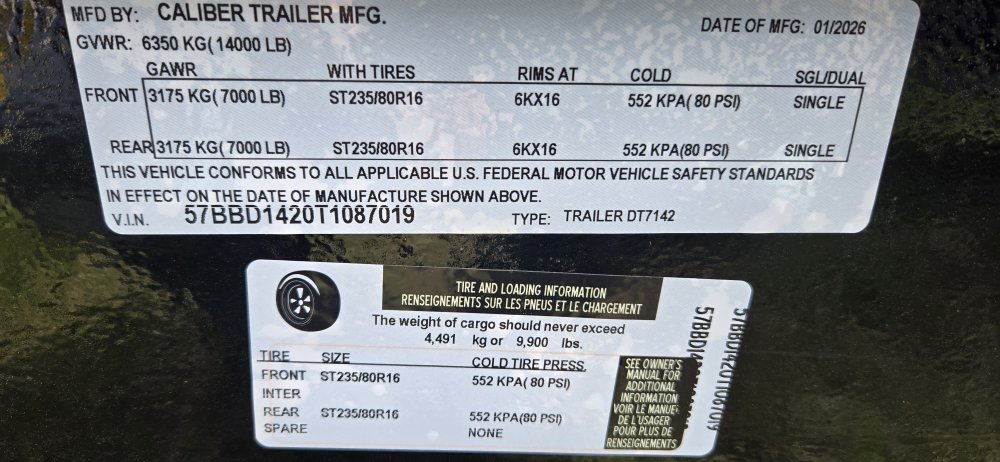 MFD BY: CALIBER TRAILER MFG. DATE OF MFG: 01/2026
GVWR: 6350 KG( 14000 LB)
GAWR WITH TIRES RIMS AT COLD SGL/DUAL
FRONT 3175 KG( 7000 LB) ST235/80R16 6KX16 552 KPA( 80 PSI) SINGLE
REAR 3175 KG( 7000 LB) ST235/80R16 6KX16 552 KPA(80 PSI) SINGLE
THIS VEHICLE CONFORMS TO ALL APPLICABLE U.S. FEDERAL MOTOR VEHICLE SAFETY STANDARDS
IN EFFECT ON THE DATE OF MANUFACTURE SHOWN ABOVE.
V.I.N. 57BBD1420T1087019 TYPE: TRAILER DT7142
TIRE AND LOADING INFORMATION
RENSEIGNEMENTS SUR LES PNEUS ET LE CHARGEMENT
The weight of cargo should never exceed
4,491 kg or 9,900 lbs.
TIRE SIZE COLD TIRE PRESS.
FRONT ST235/80R16 552 KPA( 80 PSI)
INTER
REAR ST235/80R16 552 KPA(80 PSI)
SPARE NONE
SEE OWNER'S
MANUAL FOR
ADDITIONAL
INFORMATION
VOIR LE MANUEL
DE L'USAGER
POUR PLUS DE
RENSEIGNEMENTS
57BBD1420T1087019